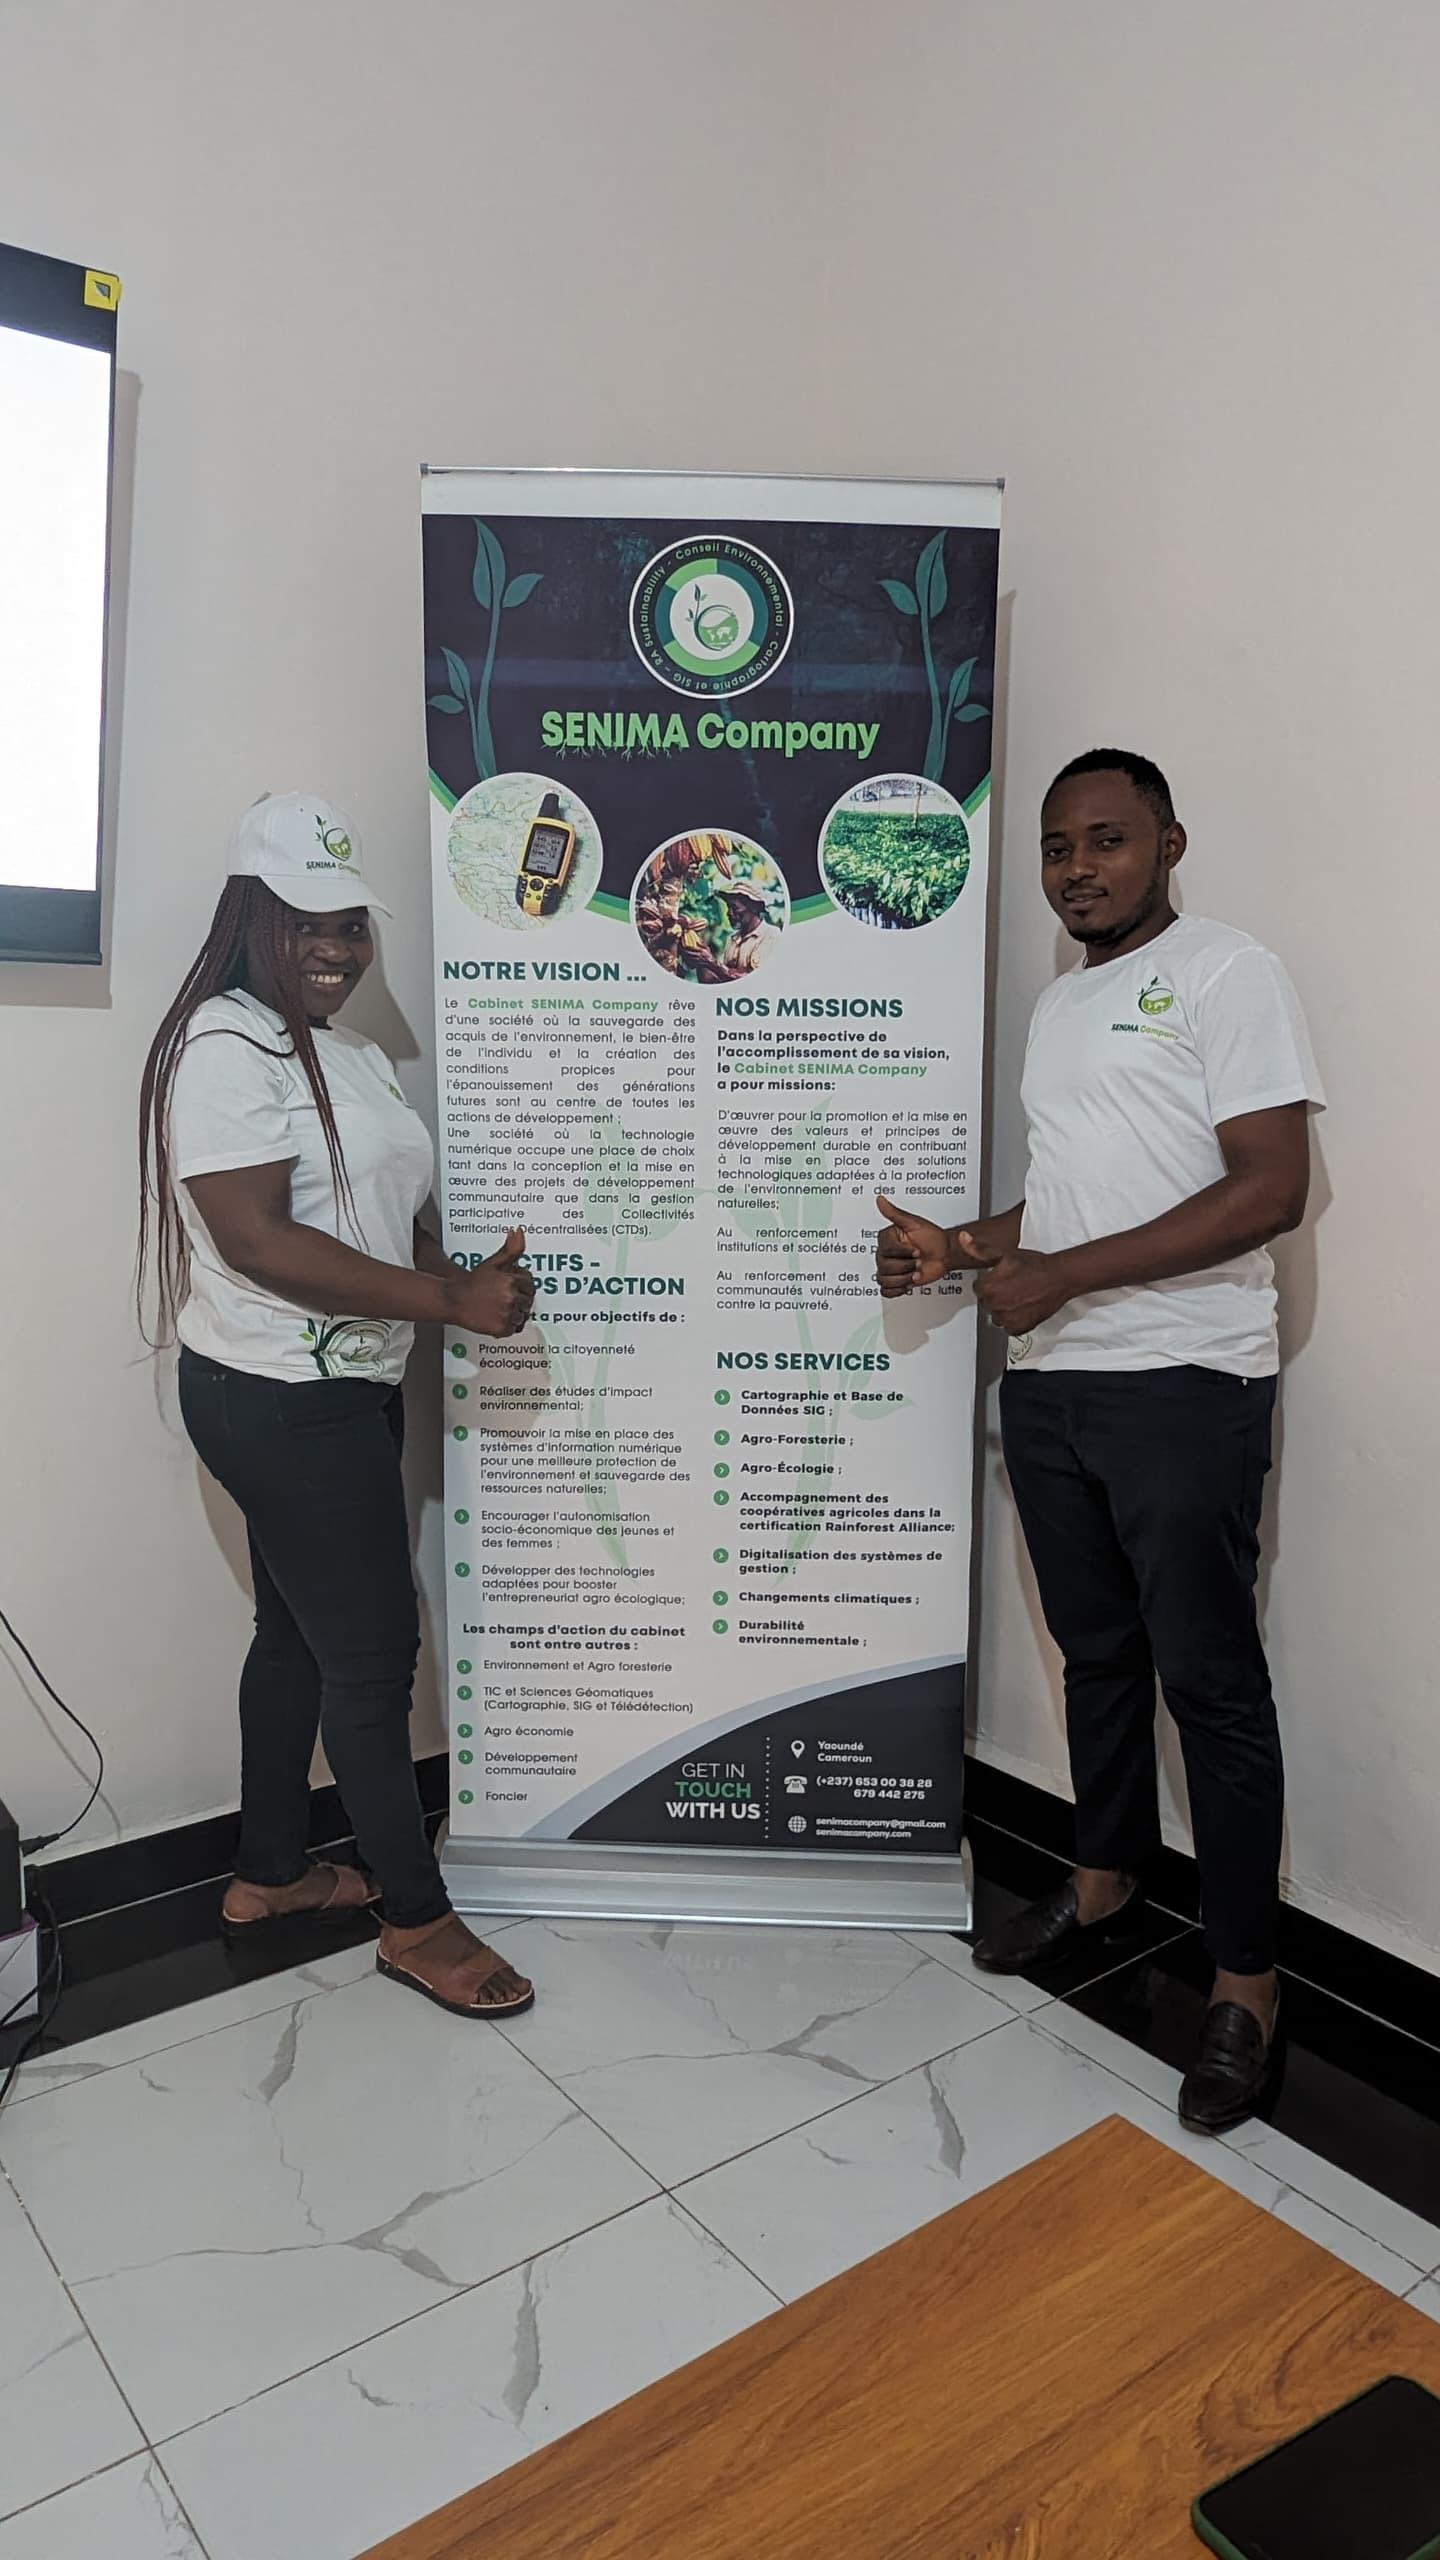 RA Sustainability - Conseil Environnemental - Cartographie et SIG -
SENIMA Company
SENIMA Company
SENIMA Company
NOTRE VISION ...
Le Cabinet SENIMA Company rêve
d'une société où la sauvegarde des
acquis de l'environnement, le bien-être
de l'individu et la création des
conditions propices pour
l'épanouissement des générations
futures sont au centre de toutes les
actions de développement ;
Une société où la technologie
numérique occupe une place de choix
tant dans la conception et la mise en
œuvre des projets de développement
communautaire que dans la gestion
participative des Collectivités
Territoriales Décentralisées (CTDs).
CTIFS -
D'ACTION
a pour objectifs de :
Promouvoir la citoyenneté
écologique;
Réaliser des études d'impact
environnemental;
Promouvoir la mise en place des
systèmes d'information numérique
pour une meilleure protection de
l'environnement et sauvegarde des
ressources naturelles;
Encourager l'autonomisation
socio-économique des jeunes et
des femmes ;
Développer des technologies
adaptées pour booster
l'entrepreneuriat agro écologique;
Les champs d'action du cabinet
sont entre autres :
Environnement et Agro foresterie
TIC et Sciences Géomatiques
(Cartographie, SIG et Télédétection)
Agro économie
Développement
communautaire
Foncier
NOS MISSIONS
Dans la perspective de
l'accomplissement de sa vision,
le Cabinet SENIMA Company
a pour missions:
D'œuvrer pour la promotion et la mise en
œuvre des valeurs et principes de
développement durable en contribuant
à la mise en place des solutions
technologiques adaptées à la protection
de l'environnement et des ressources
naturelles;
Au renforcement
institutions et sociétés de
Au renforcement des
communautés vulnérables la lutte
contre la pauvreté.
NOS SERVICES
Cartographie et Base de
Données SIG ;
Agro-Foresterie ;
Agro-Écologie ;
Accompagnement des
coopératives agricoles dans la
certification Rainforest Alliance;
Digitalisation des systèmes de
gestion ;
Changements climatiques ;
Durabilité
environnementale ;
GET IN
TOUCH
WITH US
Yaoundé
Cameroun
(+237) 653 00 38 28
679 442 275
senimacompany@gmail.com
senimacompany.com